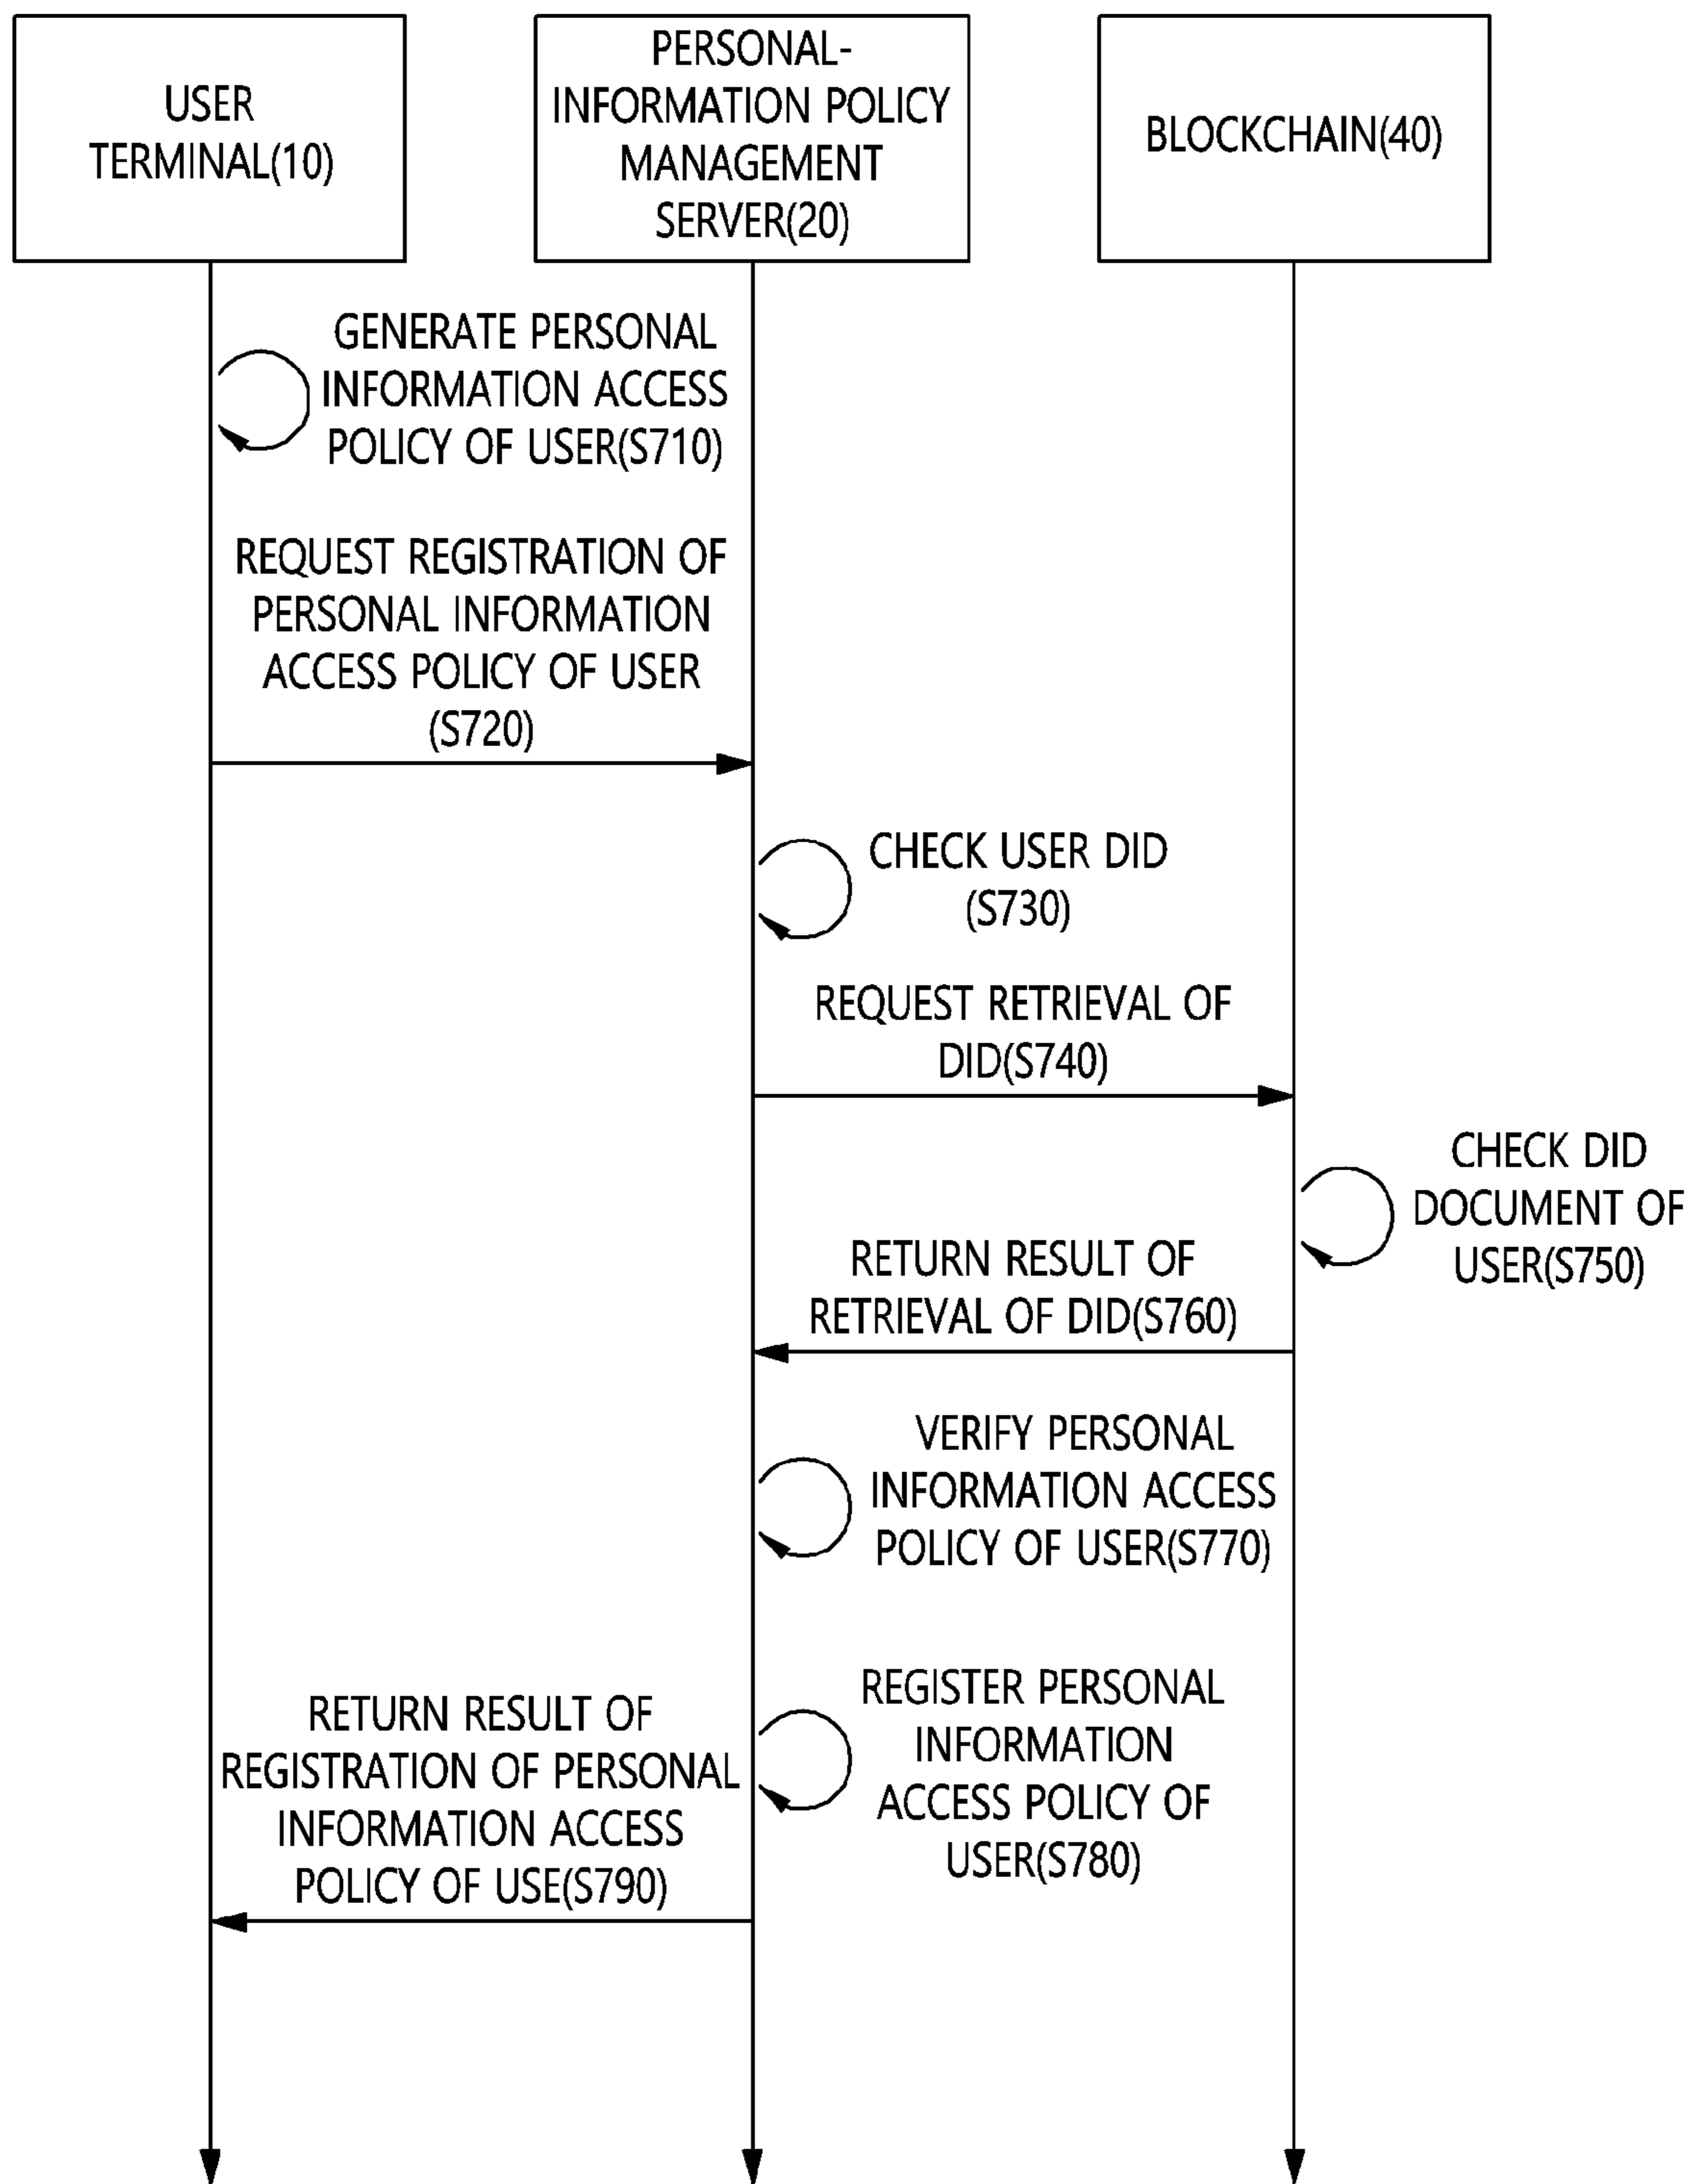 USER
TERMINAL(10)
PERSONAL-
INFORMATION POLICY
MANAGEMENT
SERVER(20)
BLOCKCHAIN(40)
GENERATE PERSONAL
INFORMATION ACCESS
POLICY OF USER(S710)
REQUEST REGISTRATION OF
PERSONAL INFORMATION
ACCESS POLICY OF USER
(S720)
CHECK USER DID
(S730)
REQUEST RETRIEVAL OF
DID(S740)
CHECK DID
DOCUMENT OF
USER(S750)
RETURN RESULT OF
RETRIEVAL OF DID(S760)
VERIFY PERSONAL
INFORMATION ACCESS
POLICY OF USER(S770)
REGISTER PERSONAL
INFORMATION
ACCESS POLICY OF
USER(S780)
RETURN RESULT OF
REGISTRATION OF PERSONAL
INFORMATION ACCESS
POLICY OF USE(S790)